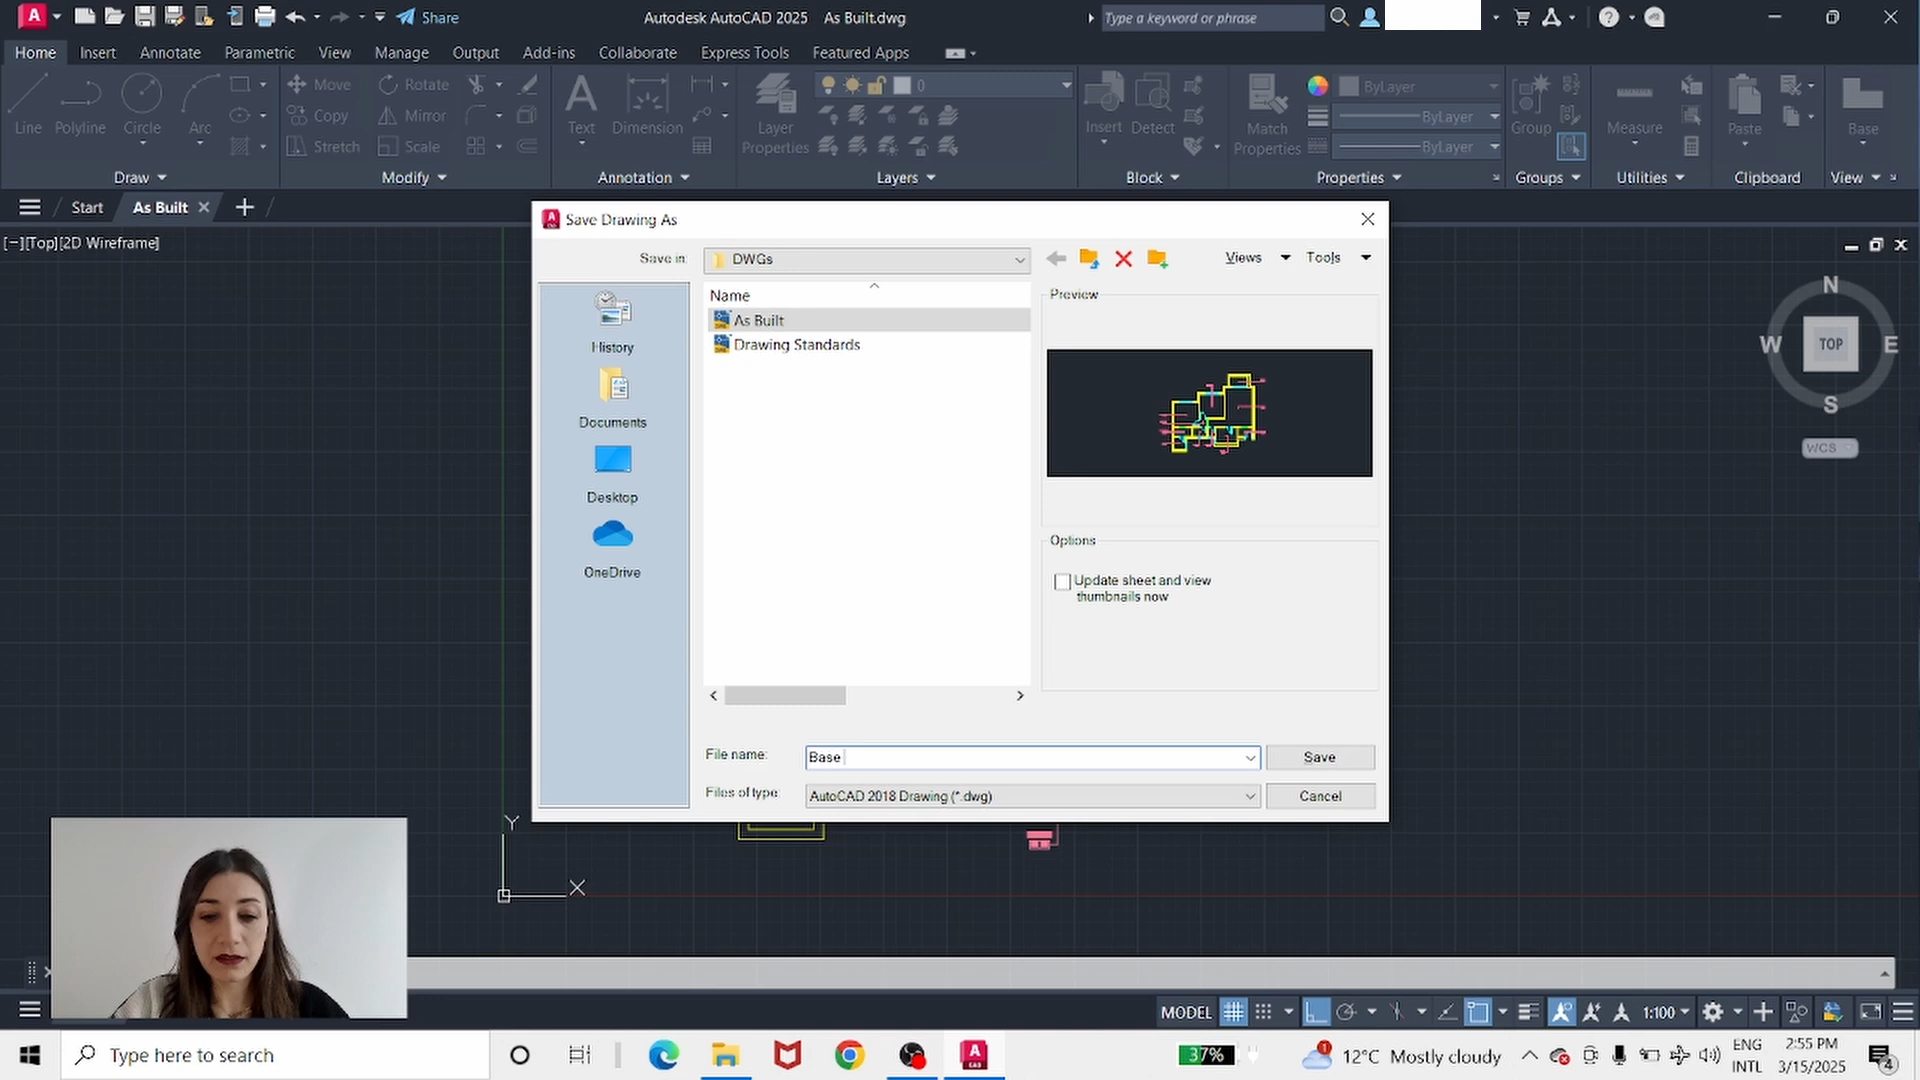 Share
Autodesk AutoCAD 2025 As Built.dwg
Type a keyword or phrase
Home Insert Annotate Parametric View Manage Output Add-ins Collaborate Express Tools Featured Apps
Line Polyline Circle Arc
Move Rotate
Copy Mirror
Stretch Scale
Text Dimension
Layer Properties
0
Insert Detect
Match Properties
ByLayer
ByLayer
ByLayer
Group
Measure
Paste
Base
Draw Modify Annotation Layers Block Properties Groups Utilities Clipboard View
Start As Built
[−][Top][2D Wireframe]
Save Drawing As
Save in: DWGs
Views Tools
Name
As Built
Drawing Standards
History
Documents
Desktop
OneDrive
Preview
Options
Update sheet and view
thumbnails now
File name: Base
Save
Files of type: AutoCAD 2018 Drawing (*.dwg)
Cancel
N
W TOP E
S
WCS
Y
X
MODEL 1:100
Type here to search
37%
12°C Mostly cloudy
ENG
INTL
2:55 PM
3/15/2025
4